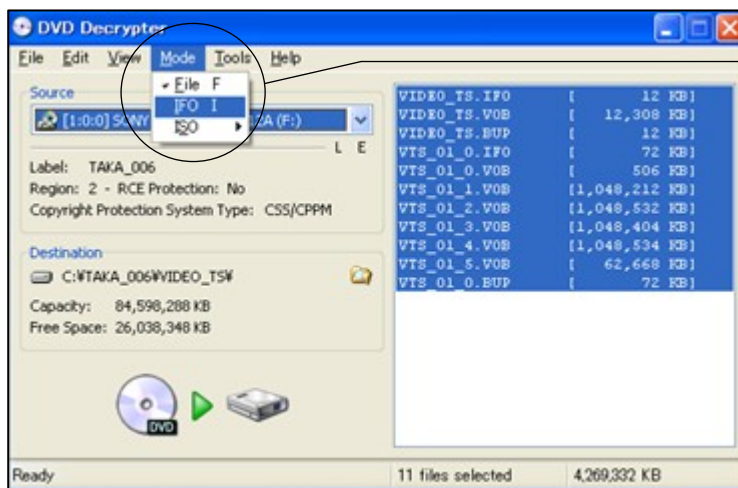 DVD Decrypter
File Edit View Mode Tools Help
File F
IFO I
ISO
Source
[1:0:0] SONY 2A (F:)
L E
Label: TAKA_006
Region: 2 - RCE Protection: No
Copyright Protection System Type: CSS/CPPM
Destination
C:¥TAKA_006¥VIDEO_TS¥
Capacity: 84,598,288 KB
Free Space: 26,038,348 KB
DVD
VIDEO_TS.IFO [ 12 KB]
VIDEO_TS.VOB [ 12,308 KB]
VIDEO_TS.BUP [ 12 KB]
VTS_01_0.IFO [ 72 KB]
VTS_01_0.VOB [ 506 KB]
VTS_01_1.VOB [1,048,212 KB]
VTS_01_2.VOB [1,048,532 KB]
VTS_01_3.VOB [1,048,404 KB]
VTS_01_4.VOB [1,048,534 KB]
VTS_01_5.VOB [ 62,668 KB]
VTS_01_0.BUP [ 72 KB]
Ready
11 files selected
4,269,332 KB